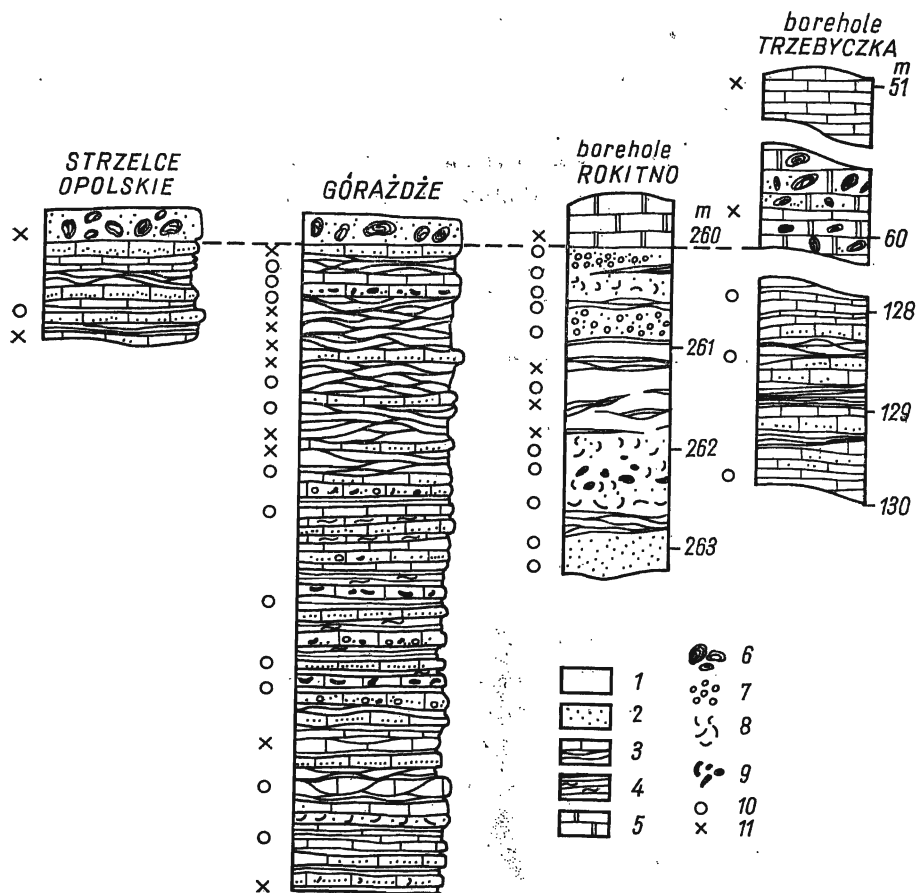 STRZELCE
OPOLSKIE
GÓRAŻDŻE
borehole
ROKITNO
m
260
261
262
263
borehole
TRZEBYCZKA
m
51
60
128
129
130
1
2
3
4
5
6
7
8
9
10
11